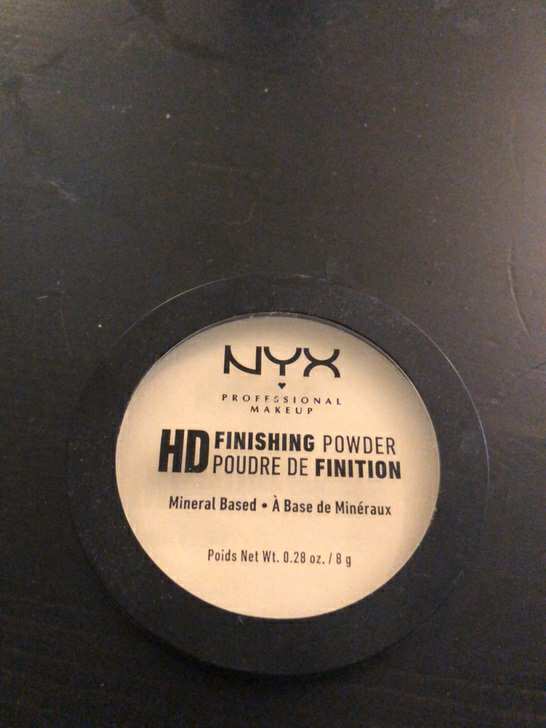 NYX
PROFESSIONAL
MAKEUP
HD FINISHING POWDER
POUDRE DE FINITION
Mineral Based • À Base de Minéraux
Poids Net Wt. 0.28 oz. / 8 g